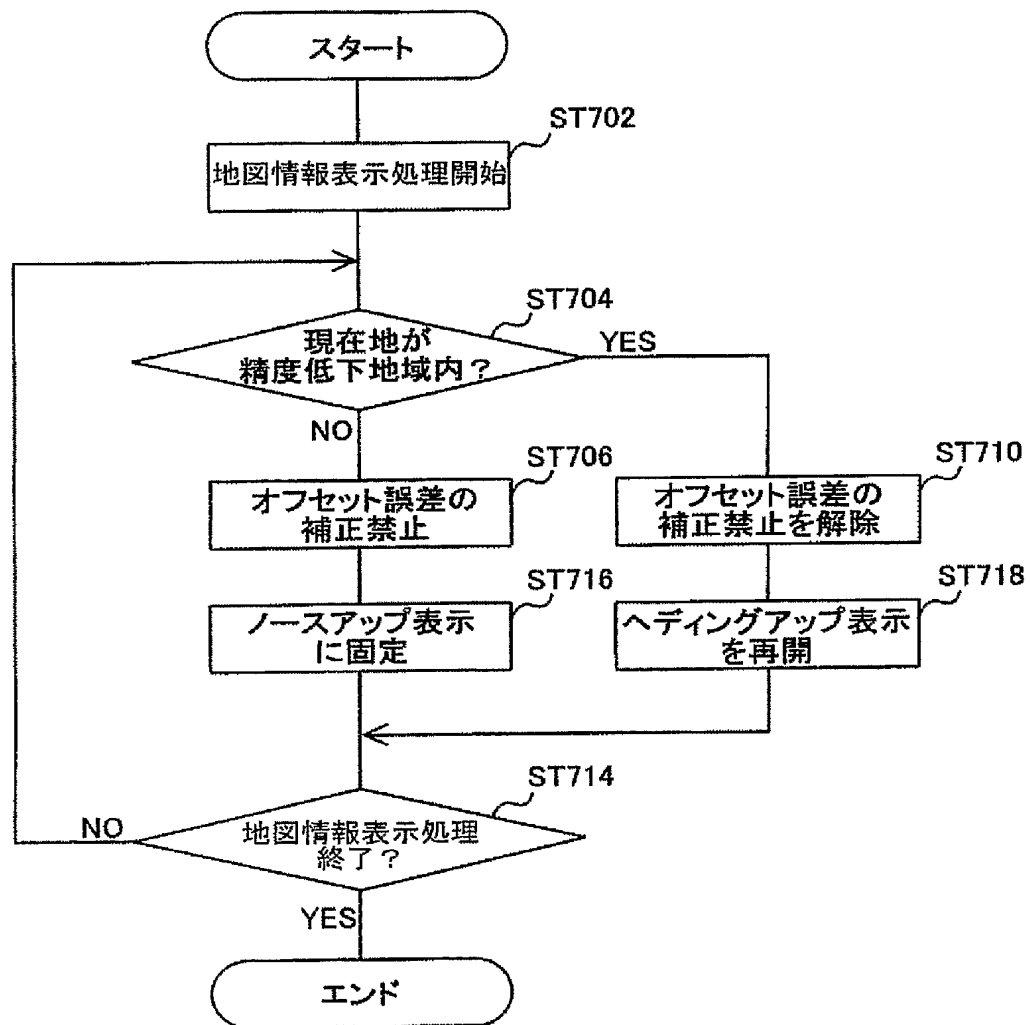 スタート
ST702
地図情報表示処理開始
ST704
現在地が
精度低下地域内？
YES
NO
ST706
オフセット誤差の
補正禁止
ST710
オフセット誤差の
補正禁止を解除
ST716
ノースアップ表示
に固定
ST718
ヘディングアップ表示
を再開
ST714
地図情報表示処理
終了？
NO
YES
エンド